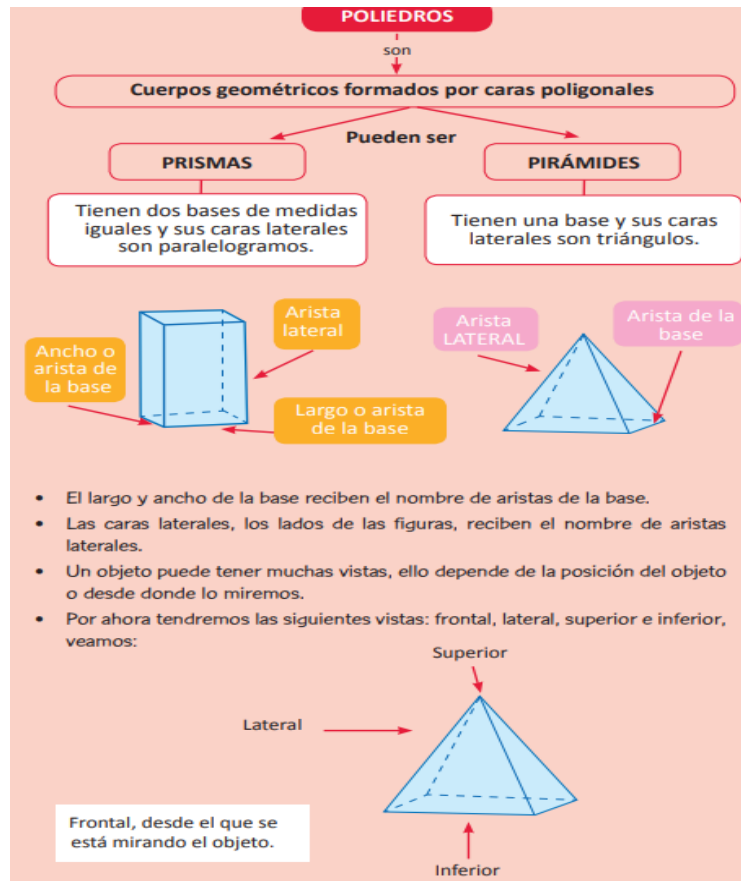 POLIEDROS
son
Cuerpos geométricos formados por caras poligonales
Pueden ser
PRISMAS
PIRÁMIDES
Tienen dos bases de medidas
iguales y sus caras laterales
son paralelogramos.
Tienen una base y sus caras
laterales son triángulos.
Arista
lateral
Ancho o
arista de
la base
Largo o arista
de la base
Arista
LATERAL
Arista de la
base
• El largo y ancho de la base reciben el nombre de aristas de la base.
• Las caras laterales, los lados de las figuras, reciben el nombre de aristas
laterales.
• Un objeto puede tener muchas vistas, ello depende de la posición del objeto
o desde donde lo miremos.
• Por ahora tendremos las siguientes vistas: frontal, lateral, superior e inferior,
veamos:
Superior
Lateral
Frontal, desde el que se
está mirando el objeto.
Inferior